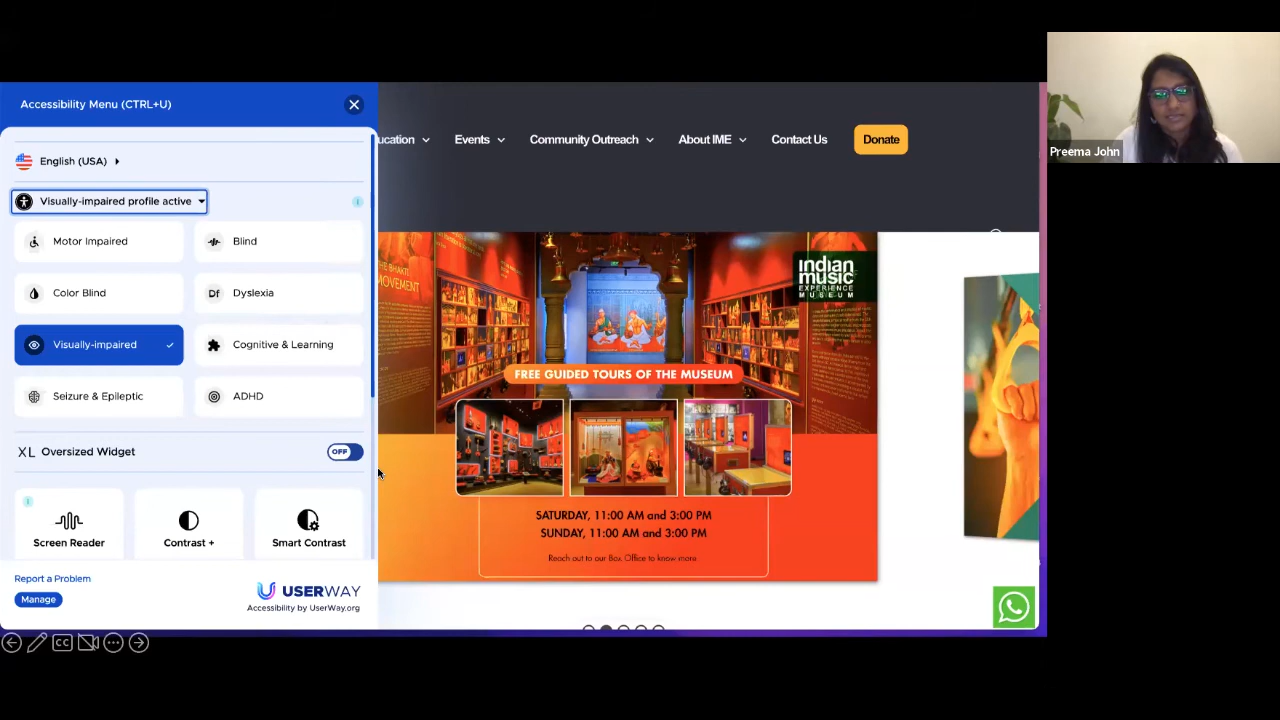 Accessibility Menu (CTRL+U)
English (USA)
Visually-impaired profile active
Motor Impaired
Blind
Color Blind
Df
Dyslexia
Visually-impaired
Cognitive & Learning
Seizure & Epileptic
ADHD
XL Oversized Widget
OFF
Screen Reader
Contrast +
Smart Contrast
Report a Problem
Manage
USERWAY
Accessibility by UserWay.org
ucation
Events
Community Outreach
About IME
Contact Us
Donate
BHAKTI
MOVEMENT
indian
music
EXPERIENCE
MUSEUM
FREE GUIDED TOURS OF THE MUSEUM
SATURDAY, 11:00 AM and 3:00 PM
SUNDAY, 11:00 AM and 3:00 PM
Reach out to our Box Office to know more
CC
Preema John